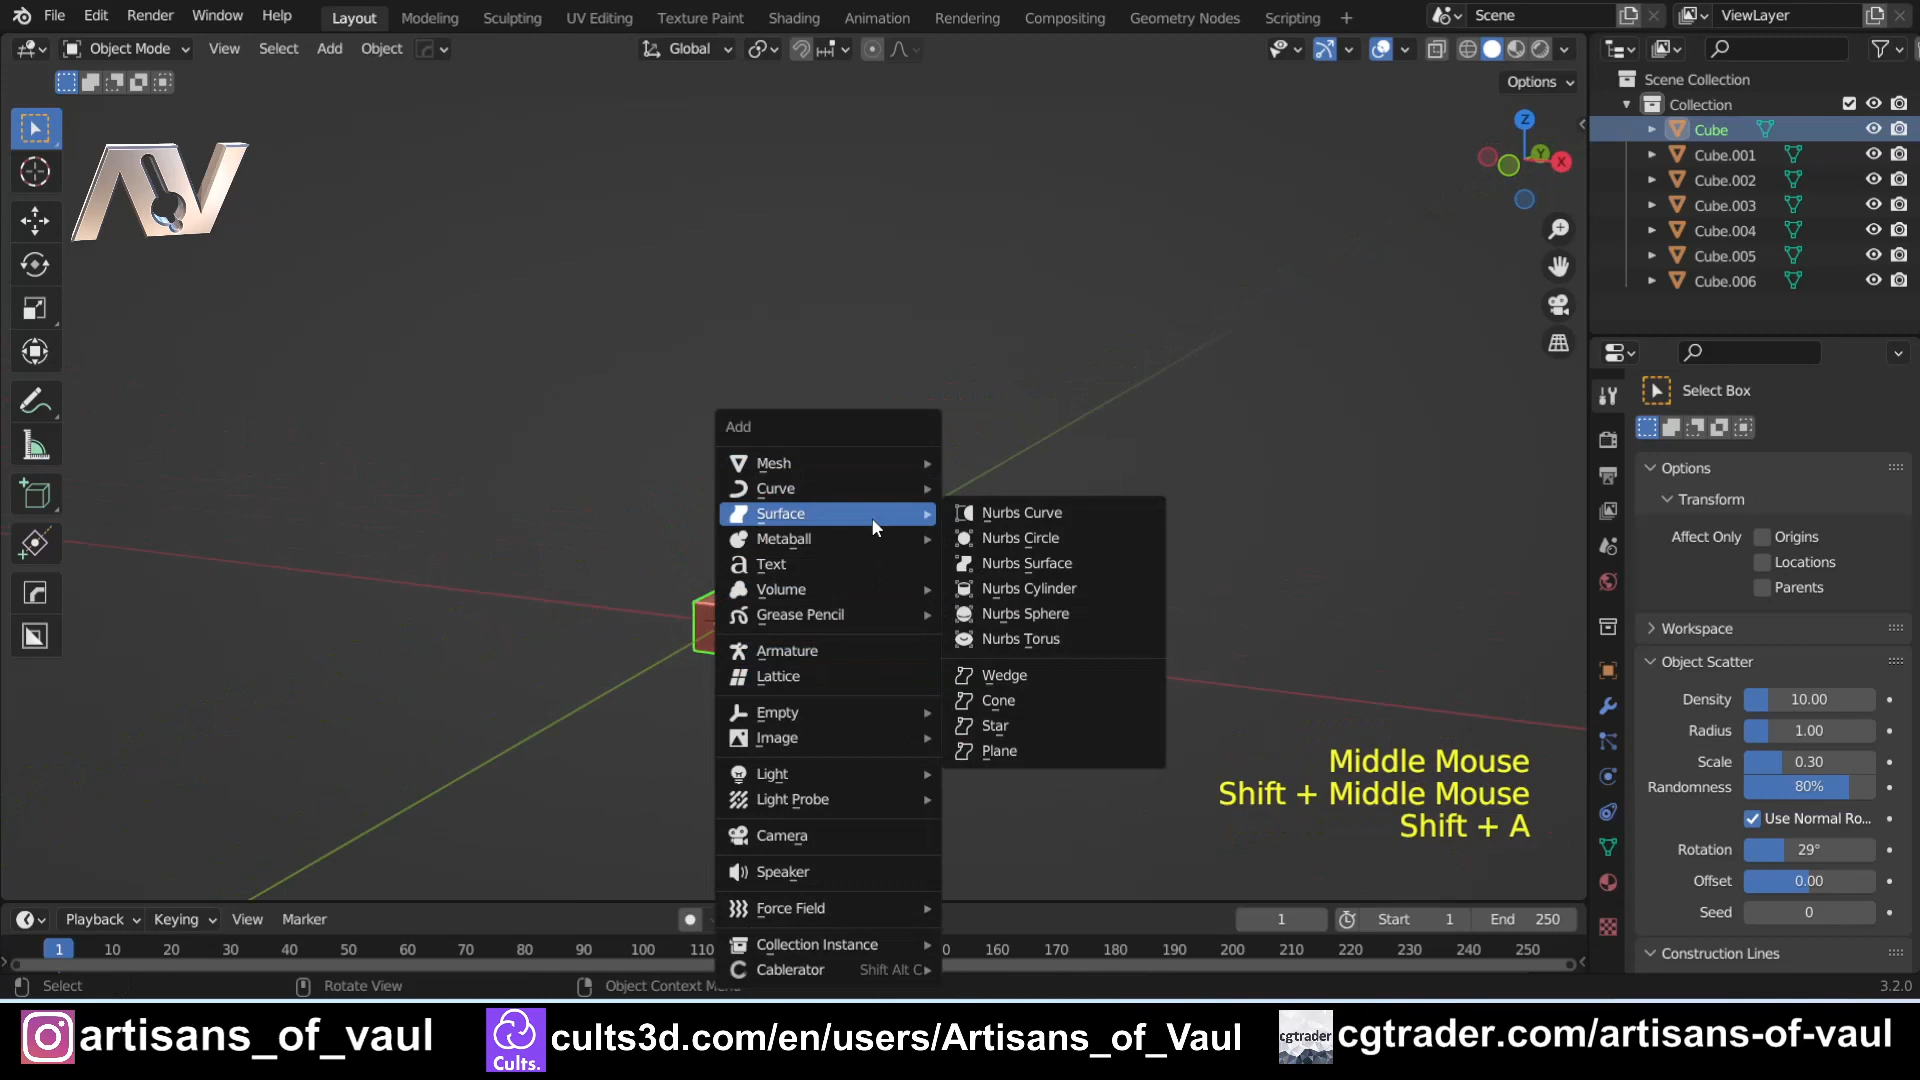 File Edit Render Window Help Layout Modeling Sculpting UV Editing Texture Paint Shading Animation Rendering Compositing Geometry Nodes Scripting + Scene ViewLayer
Object Mode View Select Add Object Global
Options
Scene Collection
Collection
Cube
Cube.001
Cube.002
Cube.003
Cube.004
Cube.005
Cube.006
Z
Y
X
Add
Mesh
Curve
Surface
Metaball
Text
Volume
Grease Pencil
Armature
Lattice
Empty
Image
Light
Light Probe
Camera
Speaker
Force Field
Collection Instance
Cablerator Shift Alt C
Nurbs Curve
Nurbs Circle
Nurbs Surface
Nurbs Cylinder
Nurbs Sphere
Nurbs Torus
Wedge
Cone
Star
Plane
Middle Mouse
Shift + Middle Mouse
Shift + A
Select Box
Options
Transform
Affect Only Origins
Locations
Parents
Workspace
Object Scatter
Density 10.00
Radius 1.00
Scale 0.30
Randomness 80%
Use Normal Ro...
Rotation 29°
Offset 0.00
Seed 0
Construction Lines
Playback Keying View Marker 1 Start 1 End 250
1 10 20 30 40 50 60 70 80 90 100 160 170 180 190 200 210 220 230 240 250
Select Rotate View Object Context 3.2.0
artisans_of_vaul Cults. cults3d.com/en/users/Artisans_of_Vaul cgtrader cgtrader.com/artisans-of-vaul